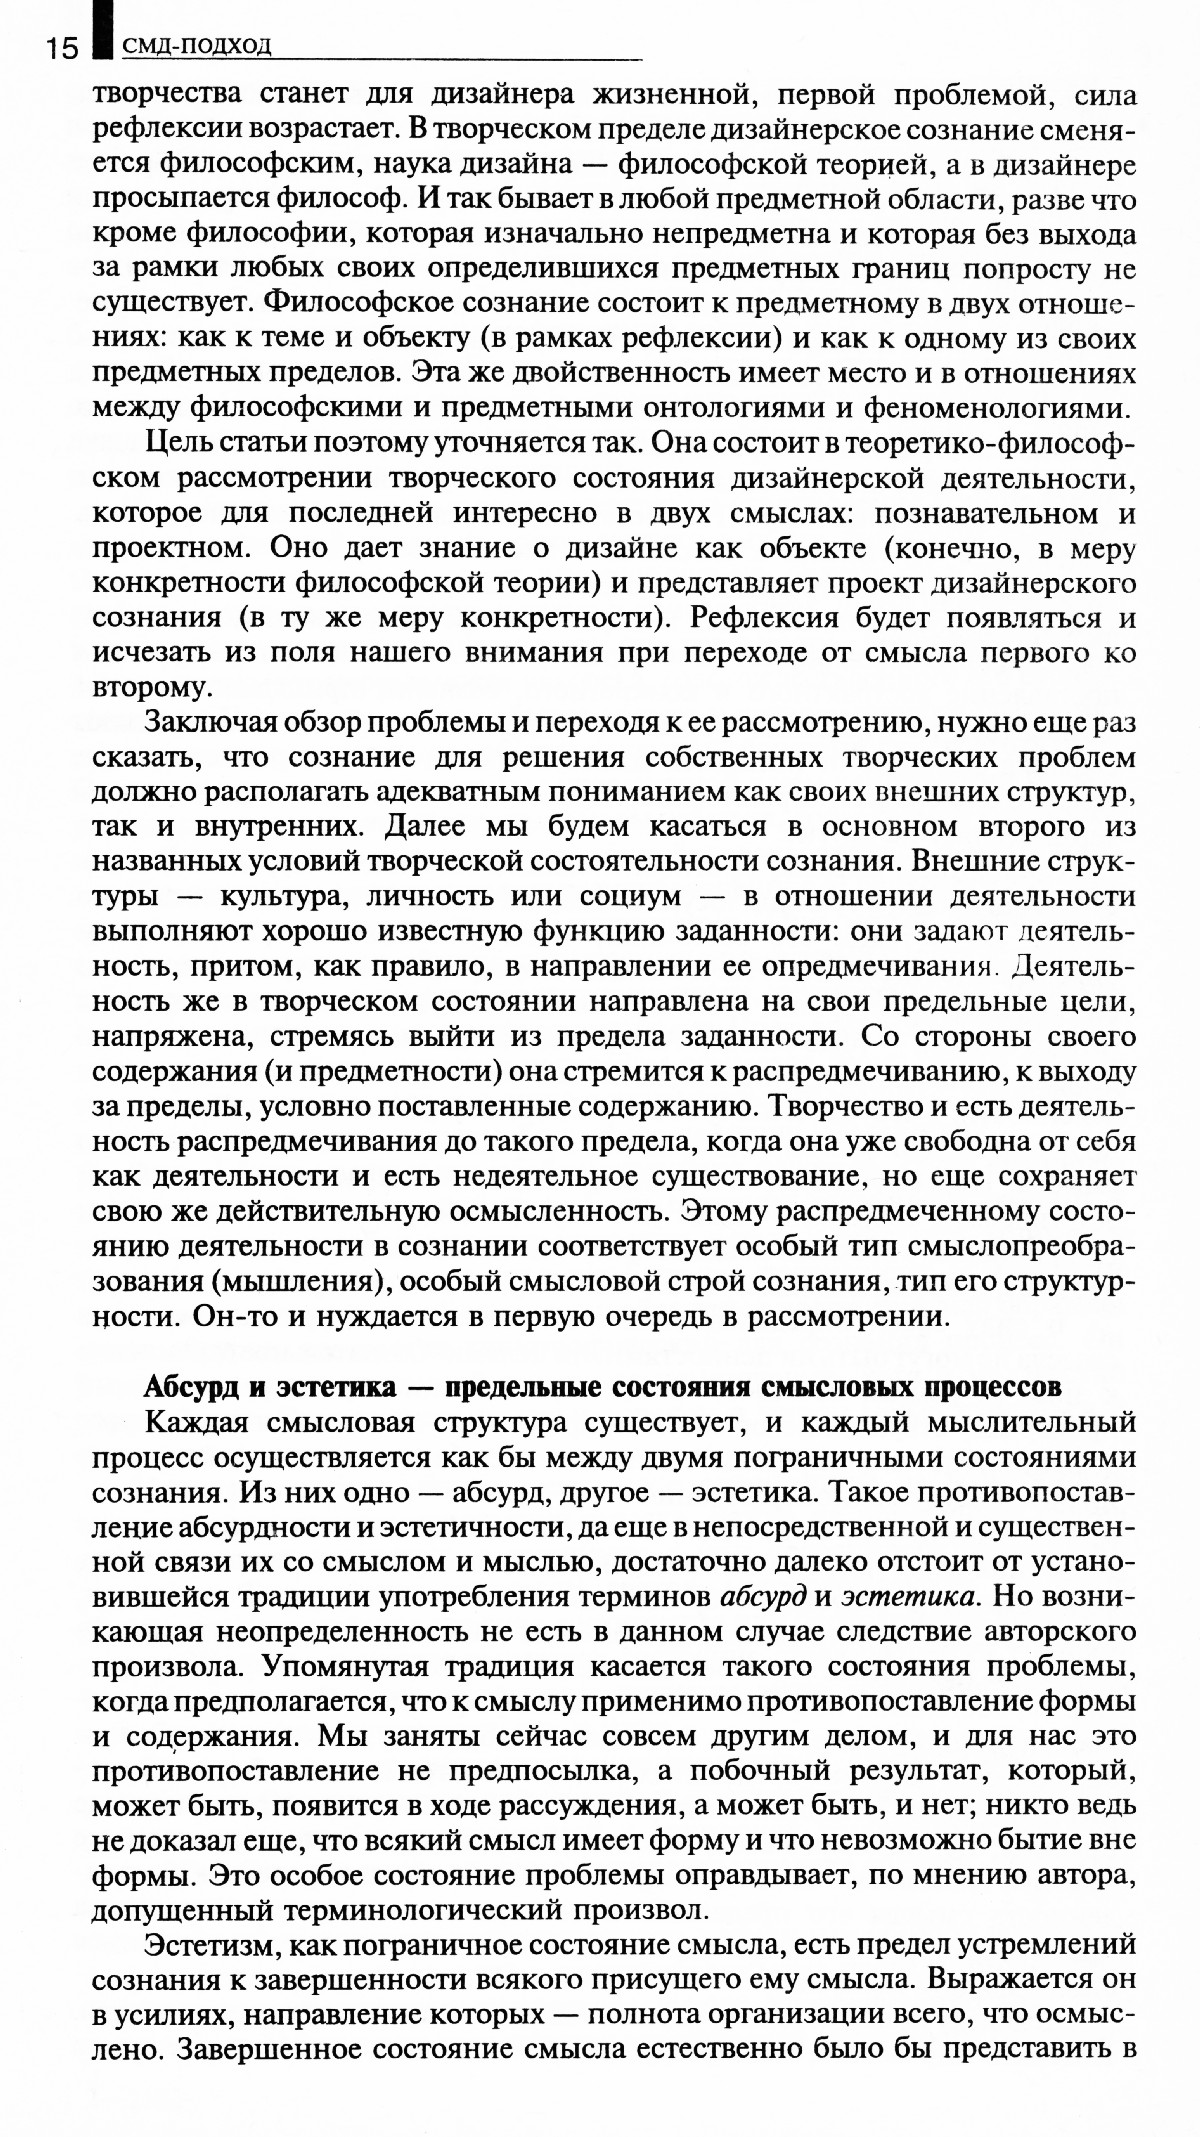 15 СМД-ПОДХОД
творчества станет для дизайнера жизненной, первой проблемой, сила
рефлексии возрастает. В творческом пределе дизайнерское сознание сменя-
ется философским, наука дизайна — философской теорией, а в дизайнере
просыпается философ. И так бывает в любой предметной области, разве что
кроме философии, которая изначально непредметна и которая без выхода
за рамки любых своих определившихся предметных границ попросту не
существует. Философское сознание состоит к предметному в двух отноше-
ниях: как к теме и объекту (в рамках рефлексии) и как к одному из своих
предметных пределов. Эта же двойственность имеет место и в отношениях
между философскими и предметными онтологиями и феноменологиями.
Цель статьи поэтому уточняется так. Она состоит в теоретико-философ-
ском рассмотрении творческого состояния дизайнерской деятельности,
которое для последней интересно в двух смыслах: познавательном и
проектном. Оно дает знание о дизайне как объекте (конечно, в меру
конкретности философской теории) и представляет проект дизайнерского
сознания (в ту же меру конкретности). Рефлексия будет появляться и
исчезать из поля нашего внимания при переходе от смысла первого ко
второму.
Заключая обзор проблемы и переходя к ее рассмотрению, нужно еще раз
сказать, что сознание для решения собственных творческих проблем
должно располагать адекватным пониманием как своих внешних структур,
так и внутренних. Далее мы будем касаться в основном второго из
названных условий творческой состоятельности сознания. Внешние струк-
туры — культура, личность или социум — в отношении деятельности
выполняют хорошо известную функцию заданности: они задают деятель-
ность, притом, как правило, в направлении ее опредмечивания. Деятель-
ность же в творческом состоянии направлена на свои предельные цели,
напряжена, стремясь выйти из предела заданности. Со стороны своего
содержания (и предметности) она стремится к распредмечиванию, к выходу
за пределы, условно поставленные содержанию. Творчество и есть деятель-
ность распредмечивания до такого предела, когда она уже свободна от себя
как деятельности и есть недеятельное существование, но еще сохраняет
свою же действительную осмысленность. Этому распредмеченному состо-
янию деятельности в сознании соответствует особый тип смыслопреобра-
зования (мышления), особый смысловой строй сознания, тип его структур-
ности. Он-то и нуждается в первую очередь в рассмотрении.
Абсурд и эстетика — предельные состояния смысловых процессов
Каждая смысловая структура существует, и каждый мыслительный
процесс осуществляется как бы между двумя пограничными состояниями
сознания. Из них одно — абсурд, другое — эстетика. Такое противопостав-
ление абсурдности и эстетичности, да еще в непосредственной и существен-
ной связи их со смыслом и мыслью, достаточно далеко отстоит от устано-
вившейся традиции употребления терминов абсурд и эстетика. Но возни-
кающая неопределенность не есть в данном случае следствие авторского
произвола. Упомянутая традиция касается такого состояния проблемы,
когда предполагается, что к смыслу применимо противопоставление формы
и содержания. Мы заняты сейчас совсем другим делом, и для нас это
противопоставление не предпосылка, а побочный результат, который,
может быть, появится в ходе рассуждения, а может быть, и нет; никто ведь
не доказал еще, что всякий смысл имеет форму и что невозможно бытие вне
формы. Это особое состояние проблемы оправдывает, по мнению автора,
допущенный терминологический произвол.
Эстетизм, как пограничное состояние смысла, есть предел устремлений
сознания к завершенности всякого присущего ему смысла. Выражается он
в усилиях, направление которых — полнота организации всего, что осмыс-
лено. Завершенное состояние смысла естественно было бы представить в